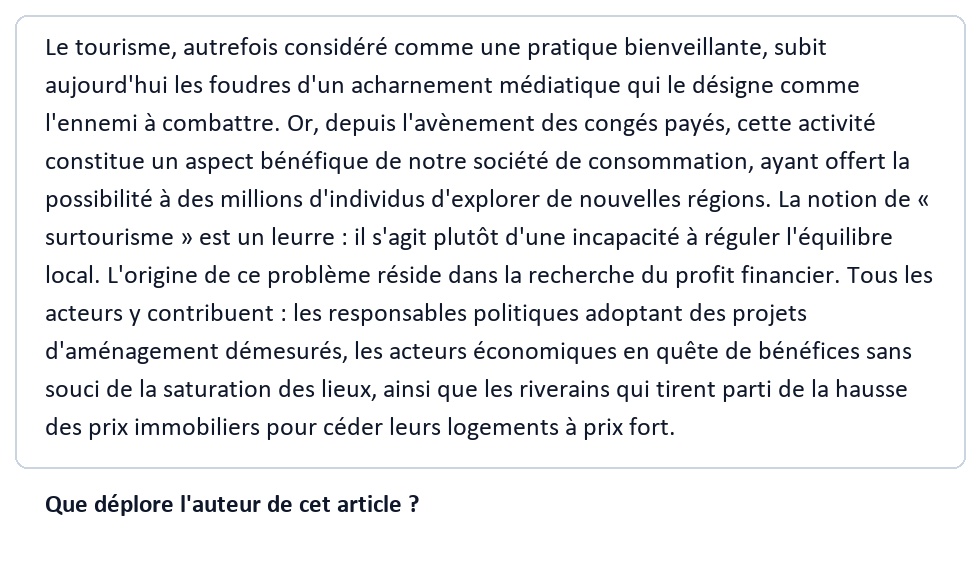 Le tourisme, autrefois considéré comme une pratique bienveillante, subit
aujourd'hui les foudres d'un acharnement médiatique qui le désigne comme
l'ennemi à combattre. Or, depuis l'avènement des congés payés, cette activité
constitue un aspect bénéfique de notre société de consommation, ayant offert la
possibilité à des millions d'individus d'explorer de nouvelles régions. La notion de «
surtourisme » est un leurre : il s'agit plutôt d'une incapacité à réguler l'équilibre
local. L'origine de ce problème réside dans la recherche du profit financier. Tous les
acteurs y contribuent : les responsables politiques adoptant des projets
d'aménagement démesurés, les acteurs économiques en quête de bénéfices sans
souci de la saturation des lieux, ainsi que les riverains qui tirent parti de la hausse
des prix immobiliers pour céder leurs logements à prix fort.
Que déplore l'auteur de cet article ?